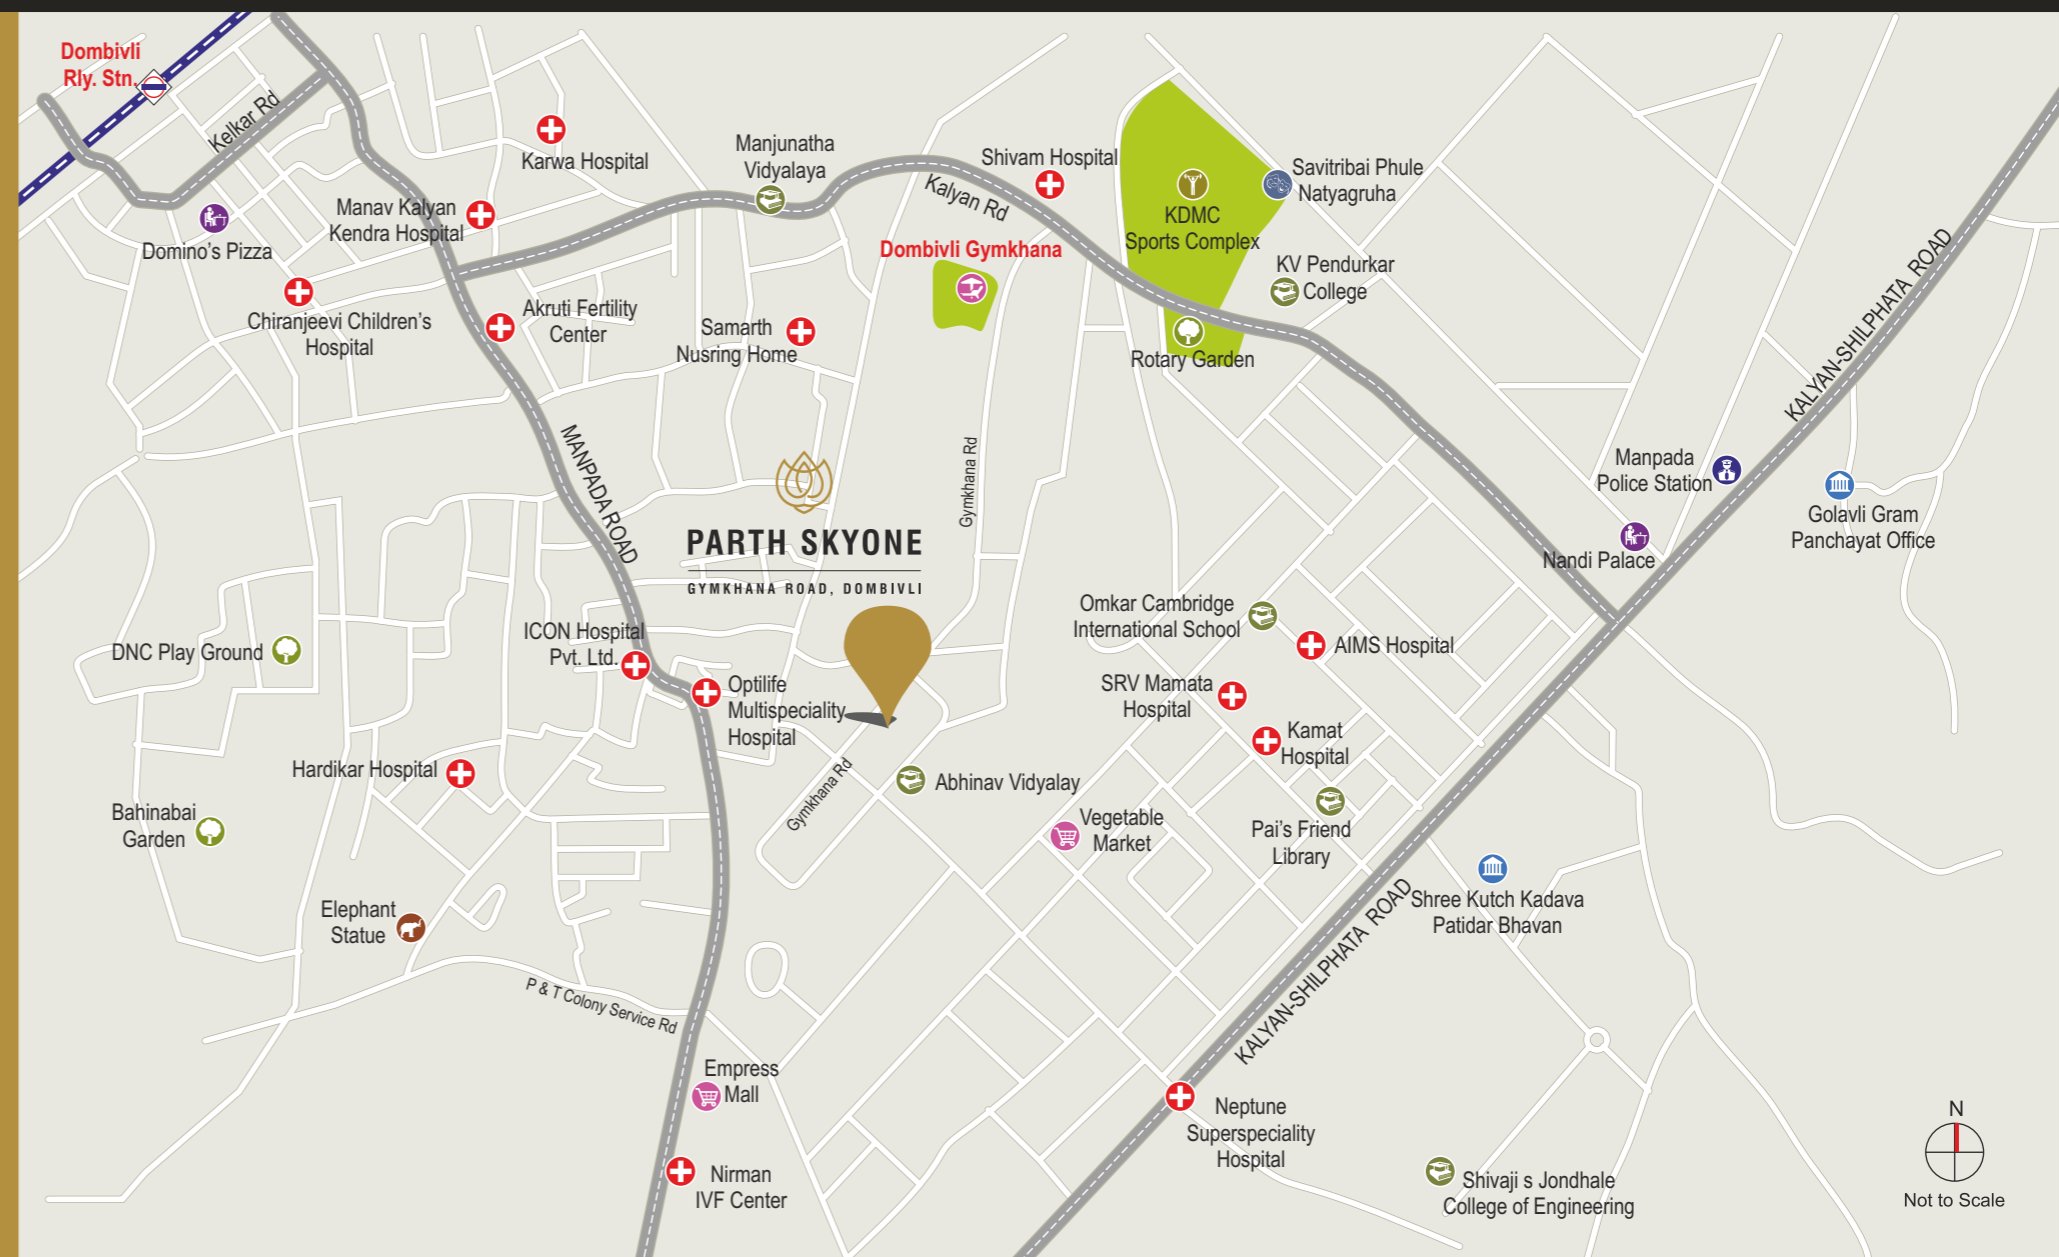 Dombivli
Rly. Stn.
Kelkar Rd
Karwa Hospital
Manjunatha
Vidyalaya
Shivam Hospital
Kalyan Rd
Savitribai Phule
Natyagruha
KDMC
Sports Complex
Manav Kalyan
Kendra Hospital
Domino's Pizza
Dombivli Gymkhana
KV Pendurkar
College
Chiranjeevi Children's
Hospital
Akruti Fertility
Center
Samarth
Nusring Home
Rotary Garden
KALYAN-SHILPHATA ROAD
MANPADA ROAD
Gymkhana Rd
Manpada
Police Station
Golavli Gram
Panchayat Office
Nandi Palace
PARTH SKYONE
GYMKHANA ROAD, DOMBIVLI
Omkar Cambridge
International School
AIMS Hospital
DNC Play Ground
ICON Hospital
Pvt. Ltd.
Optilife
Multispeciality
Hospital
SRV Mamata
Hospital
Kamat
Hospital
Hardikar Hospital
Gymkhana Rd
Abhinav Vidyalay
Bahinabai
Garden
Vegetable
Market
Pai's Friend
Library
Shree Kutch Kadava
Patidar Bhavan
Elephant
Statue
KALYAN-SHILPHATA ROAD
P & T Colony Service Rd
Empress
Mall
Neptune
Superspeciality
Hospital
Nirman
IVF Center
Shivaji s Jondhale
College of Engineering
N
Not to Scale